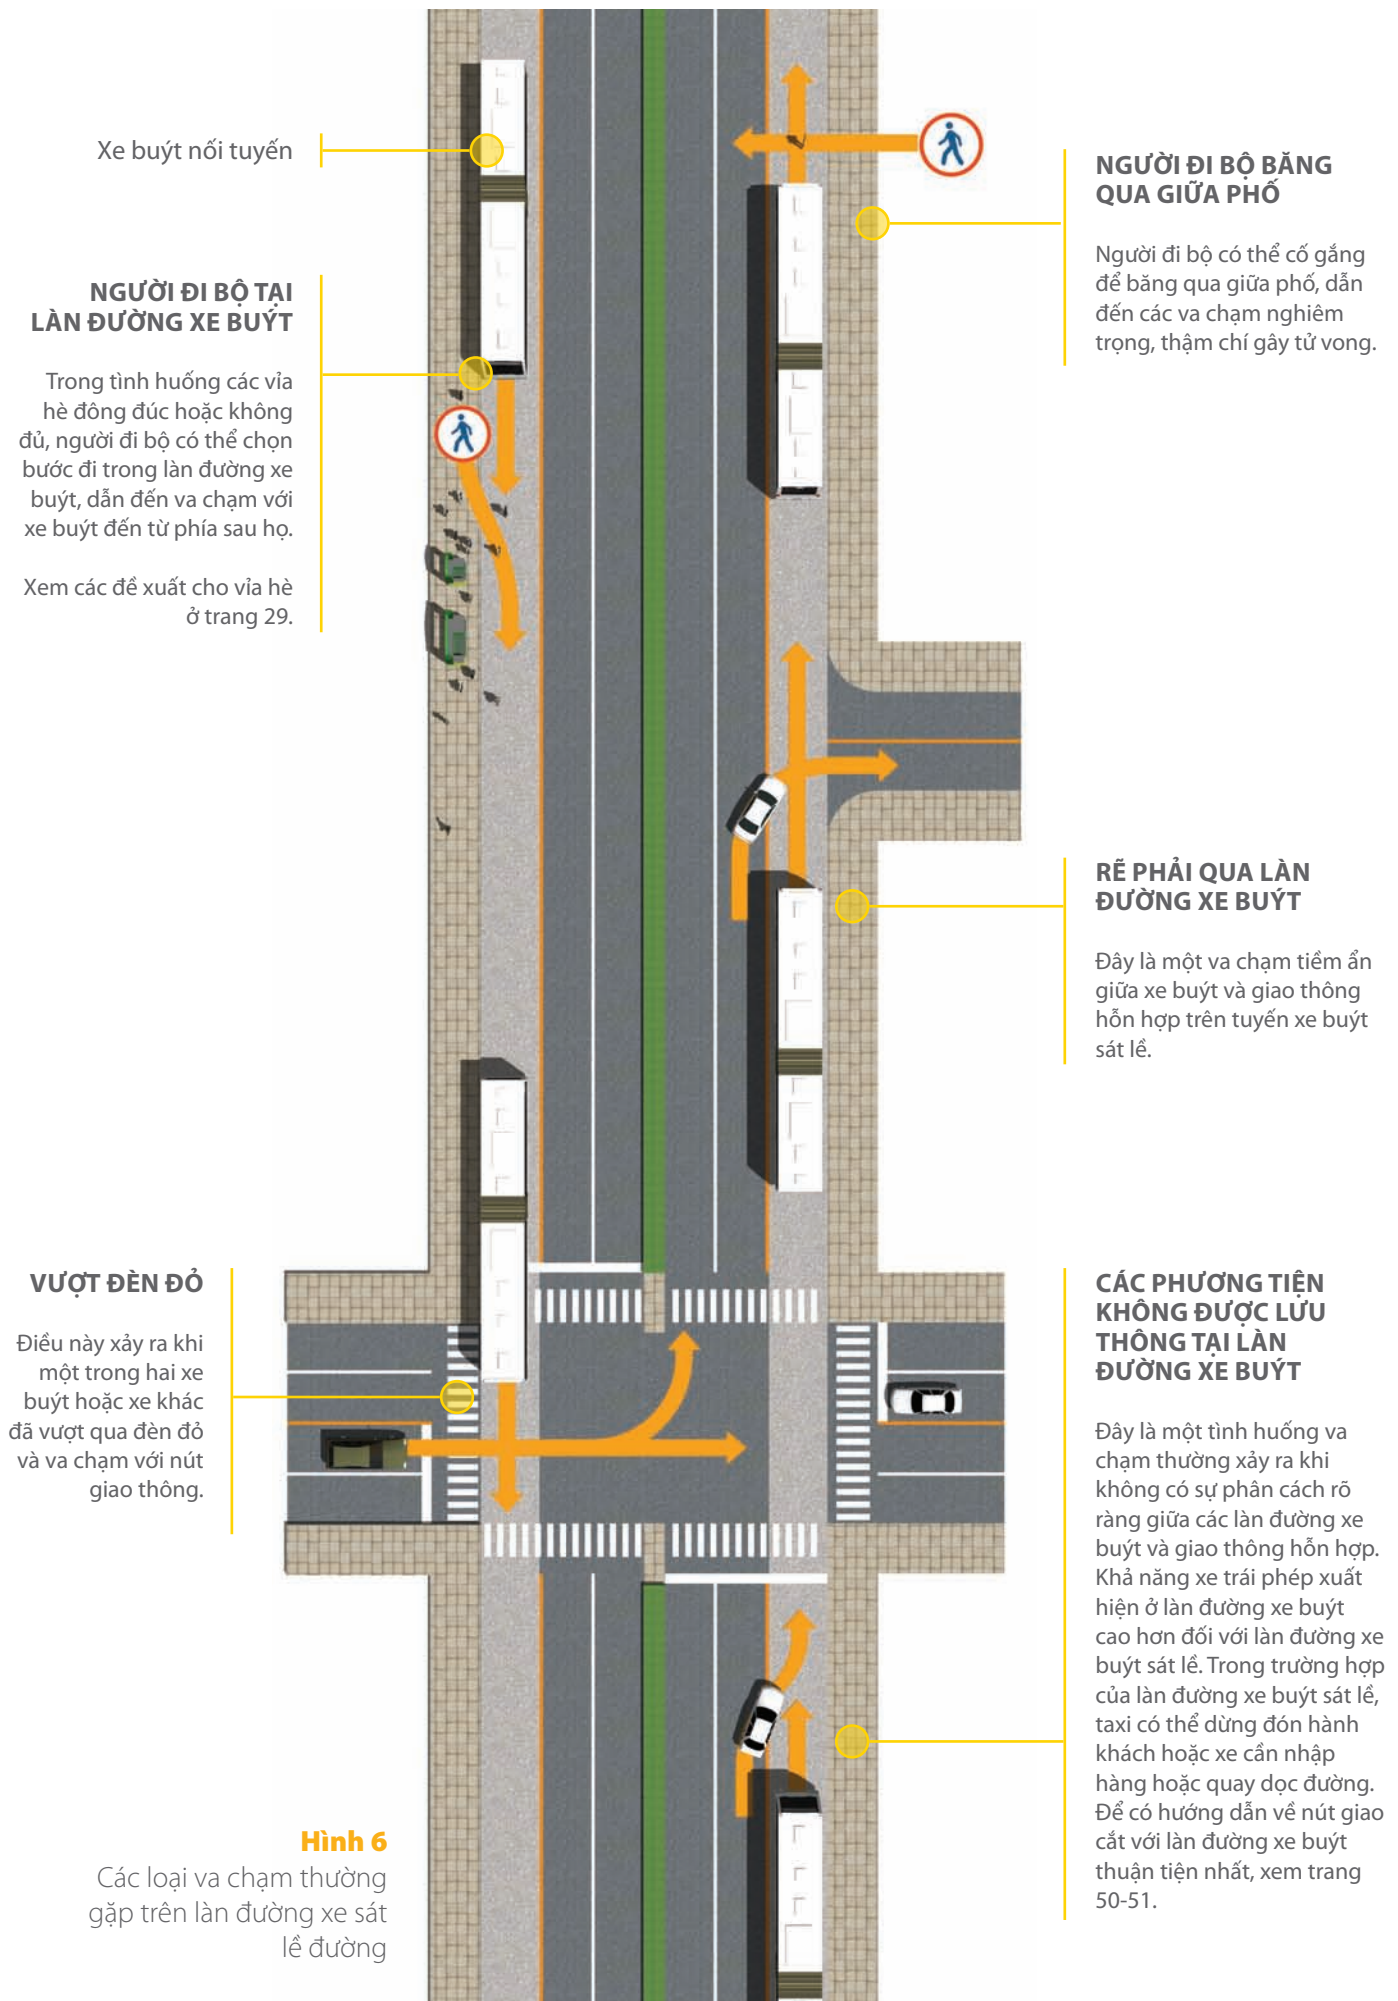 Xe buýt nối tuyến
NGƯỜI ĐI BỘ TẠI
LÀN ĐƯỜNG XE BUÝT
Trong tình huống các vỉa
hè đông đúc hoặc không
đủ, người đi bộ có thể chọn
bước đi trong làn đường xe
buýt, dẫn đến va chạm với
xe buýt đến từ phía sau họ.
Xem các đề xuất cho vỉa hè
ở trang 29.
NGƯỜI ĐI BỘ BĂNG
QUA GIỮA PHỐ
Người đi bộ có thể cố gắng
để băng qua giữa phố, dẫn
đến các va chạm nghiêm
trọng, thậm chí gây tử vong.
RẼ PHẢI QUA LÀN
ĐƯỜNG XE BUÝT
Đây là một va chạm tiềm ẩn
giữa xe buýt và giao thông
hỗn hợp trên tuyến xe buýt
sát lề.
VƯỢT ĐÈN ĐỎ
Điều này xảy ra khi
một trong hai xe
buýt hoặc xe khác
đã vượt qua đèn đỏ
và va chạm với nút
giao thông.
CÁC PHƯƠNG TIỆN
KHÔNG ĐƯỢC LƯU
THÔNG TẠI LÀN
ĐƯỜNG XE BUÝT
Đây là một tình huống va
chạm thường xảy ra khi
không có sự phân cách rõ
ràng giữa các làn đường xe
buýt và giao thông hỗn hợp.
Khả năng xe trái phép xuất
hiện ở làn đường xe buýt
cao hơn đối với làn đường xe
buýt sát lề. Trong trường hợp
của làn đường xe buýt sát lề,
taxi có thể dừng đón hành
khách hoặc xe cần nhập
hàng hoặc quay dọc đường.
Để có hướng dẫn về nút giao
cắt với làn đường xe buýt
thuận tiện nhất, xem trang
50-51.
Hình 6
Các loại va chạm thường
gặp trên làn đường xe sát
lề đường